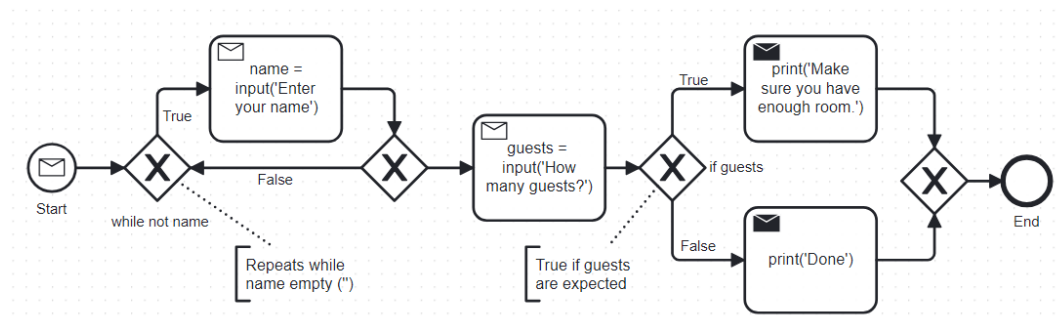 Start
True
while not name
name =
input('Enter
your name')
False
Repeats while
name empty ('')
guests =
input('How
many guests?')
True
if guests
False
True if guests
are expected
print('Make
sure you have
enough room.')
print('Done')
End